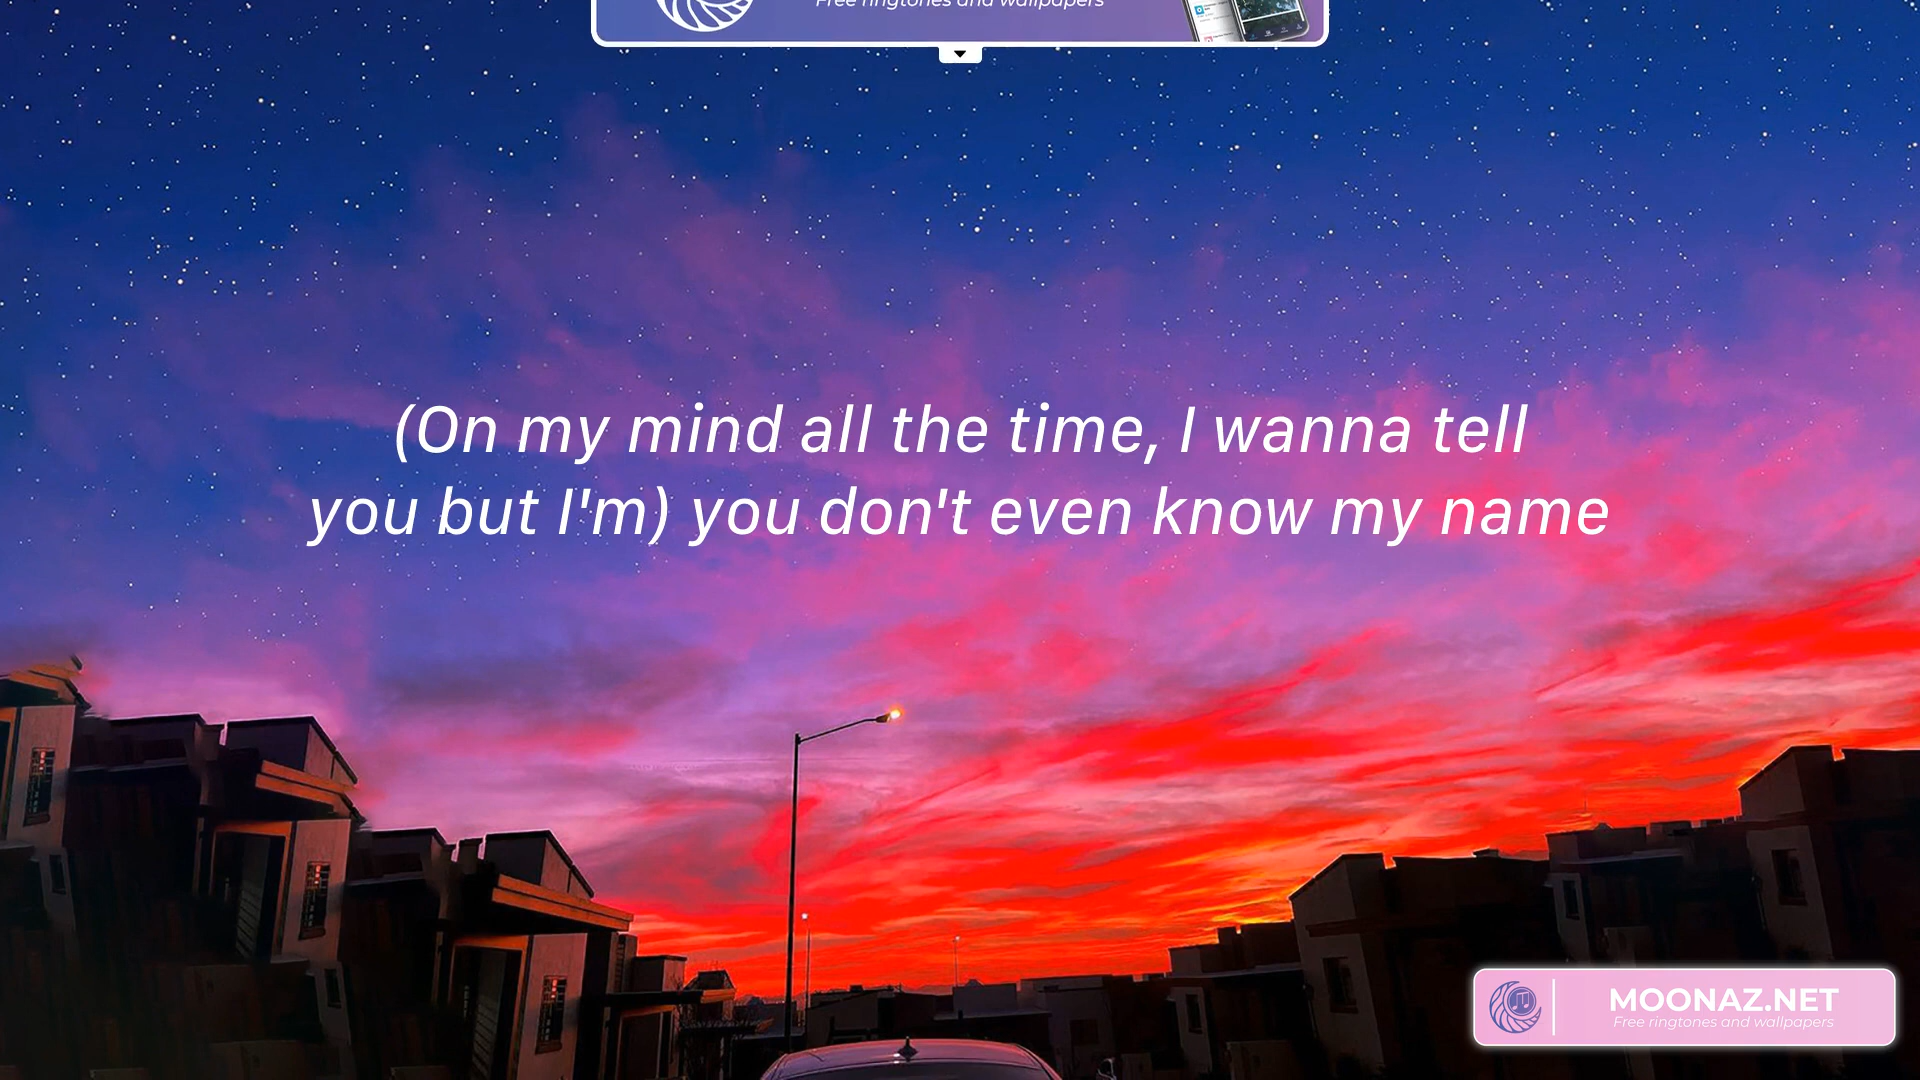 Free ringtones and wallpapers
(On my mind all the time, I wanna tell
you but I'm) you don't even know my name
MOONAZ.NET
Free ringtones and wallpapers